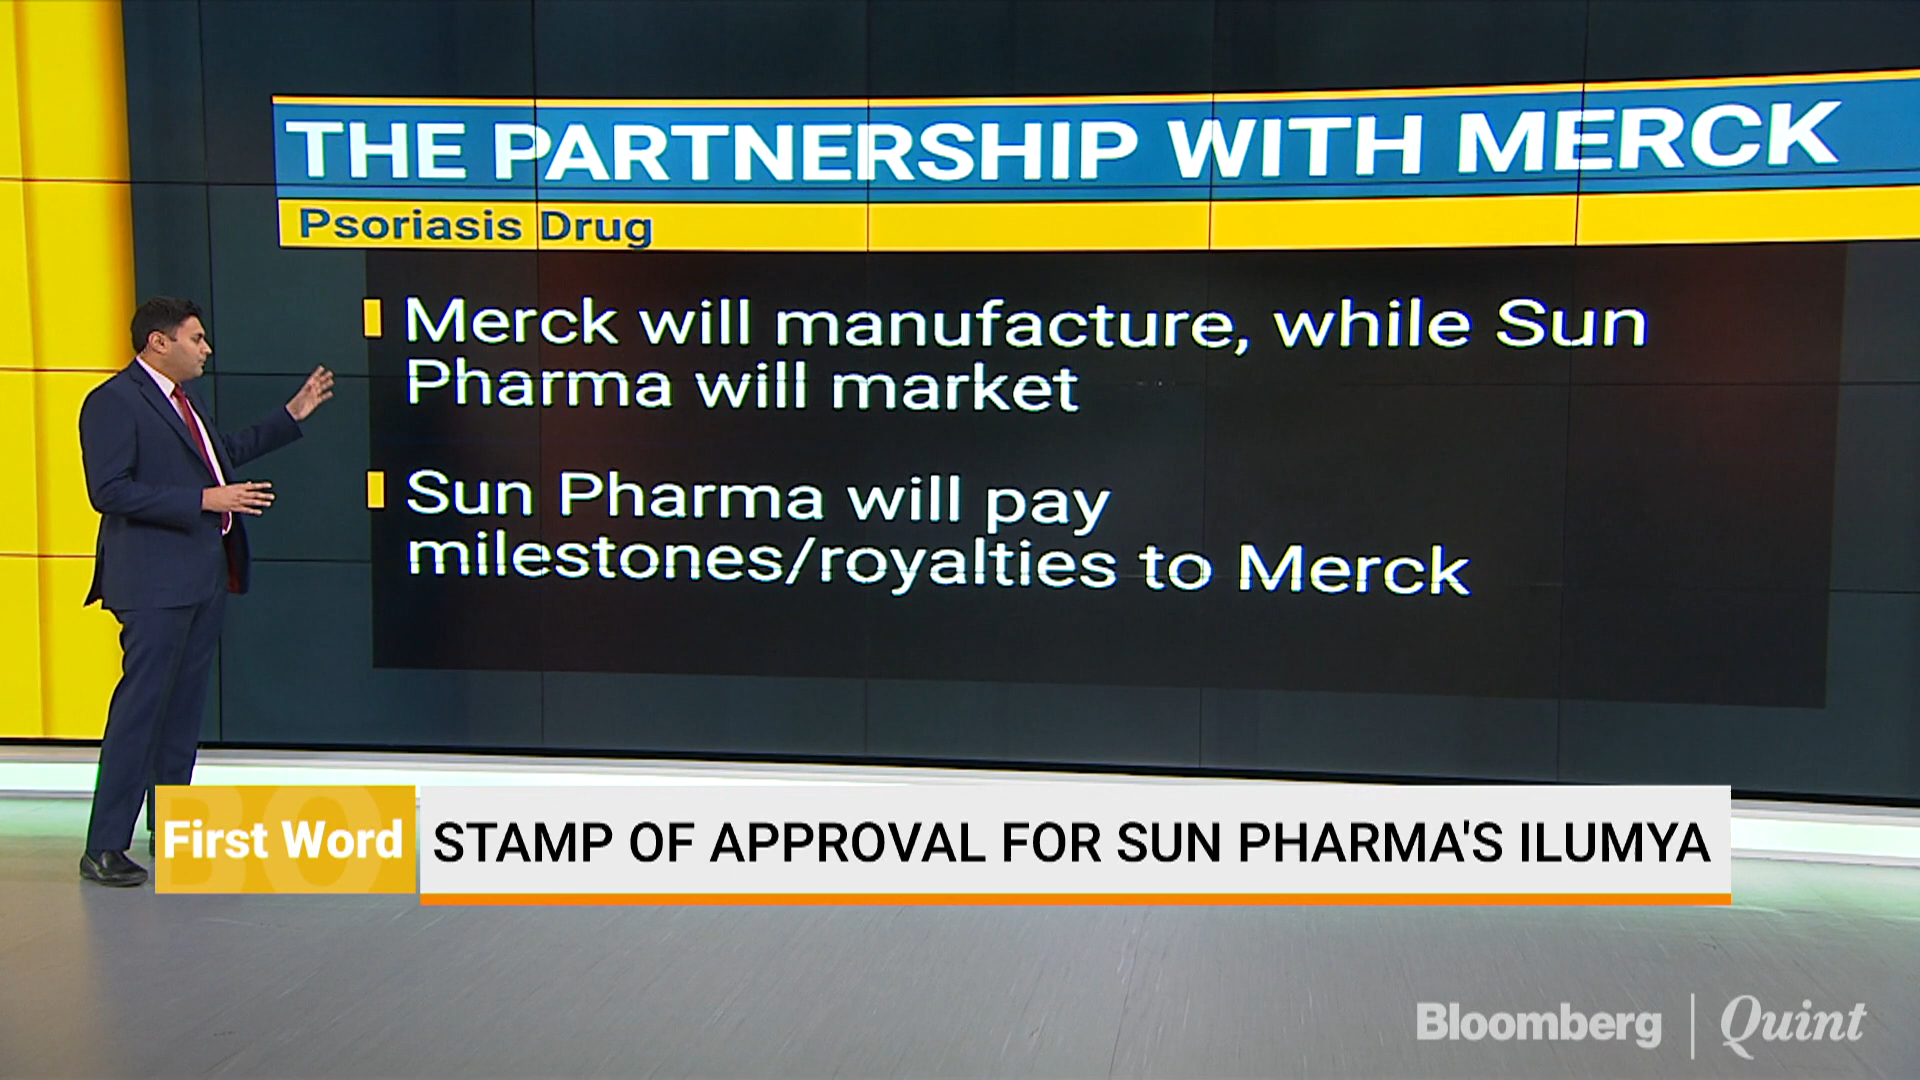 THE PARTNERSHIP WITH MERCK
Psoriasis Drug
Merck will manufacture, while Sun
Pharma will market
Sun Pharma will pay
milestones/royalties to Merck
First Word
STAMP OF APPROVAL FOR SUN PHARMA'S ILUMYA
Bloomberg | Quint